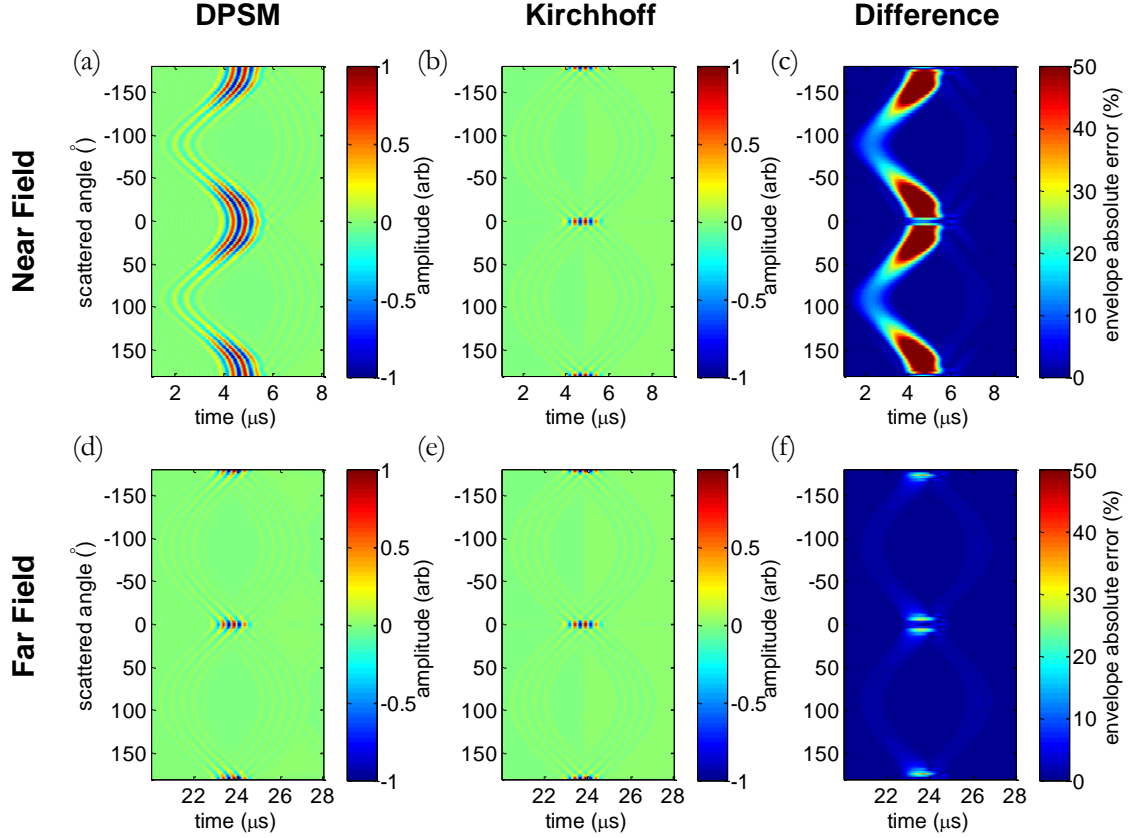 DPSM
Kirchhoff
Difference
Near Field
(a)
scattered angle (°)
-150
-100
-50
0
50
100
150
2 4 6 8
time (μs)
1
0.5
0
-0.5
-1
amplitude (arb)
(b)
-150
-100
-50
0
50
100
150
2 4 6 8
time (μs)
1
0.5
0
-0.5
-1
amplitude (arb)
(c)
-150
-100
-50
0
50
100
150
2 4 6 8
time (μs)
50
40
30
20
10
0
envelope absolute error (%)
Far Field
(d)
scattered angle (°)
-150
-100
-50
0
50
100
150
22 24 26 28
time (μs)
1
0.5
0
-0.5
-1
amplitude (arb)
(e)
-150
-100
-50
0
50
100
150
22 24 26 28
time (μs)
1
0.5
0
-0.5
-1
amplitude (arb)
(f)
-150
-100
-50
0
50
100
150
22 24 26 28
time (μs)
50
40
30
20
10
0
envelope absolute error (%)